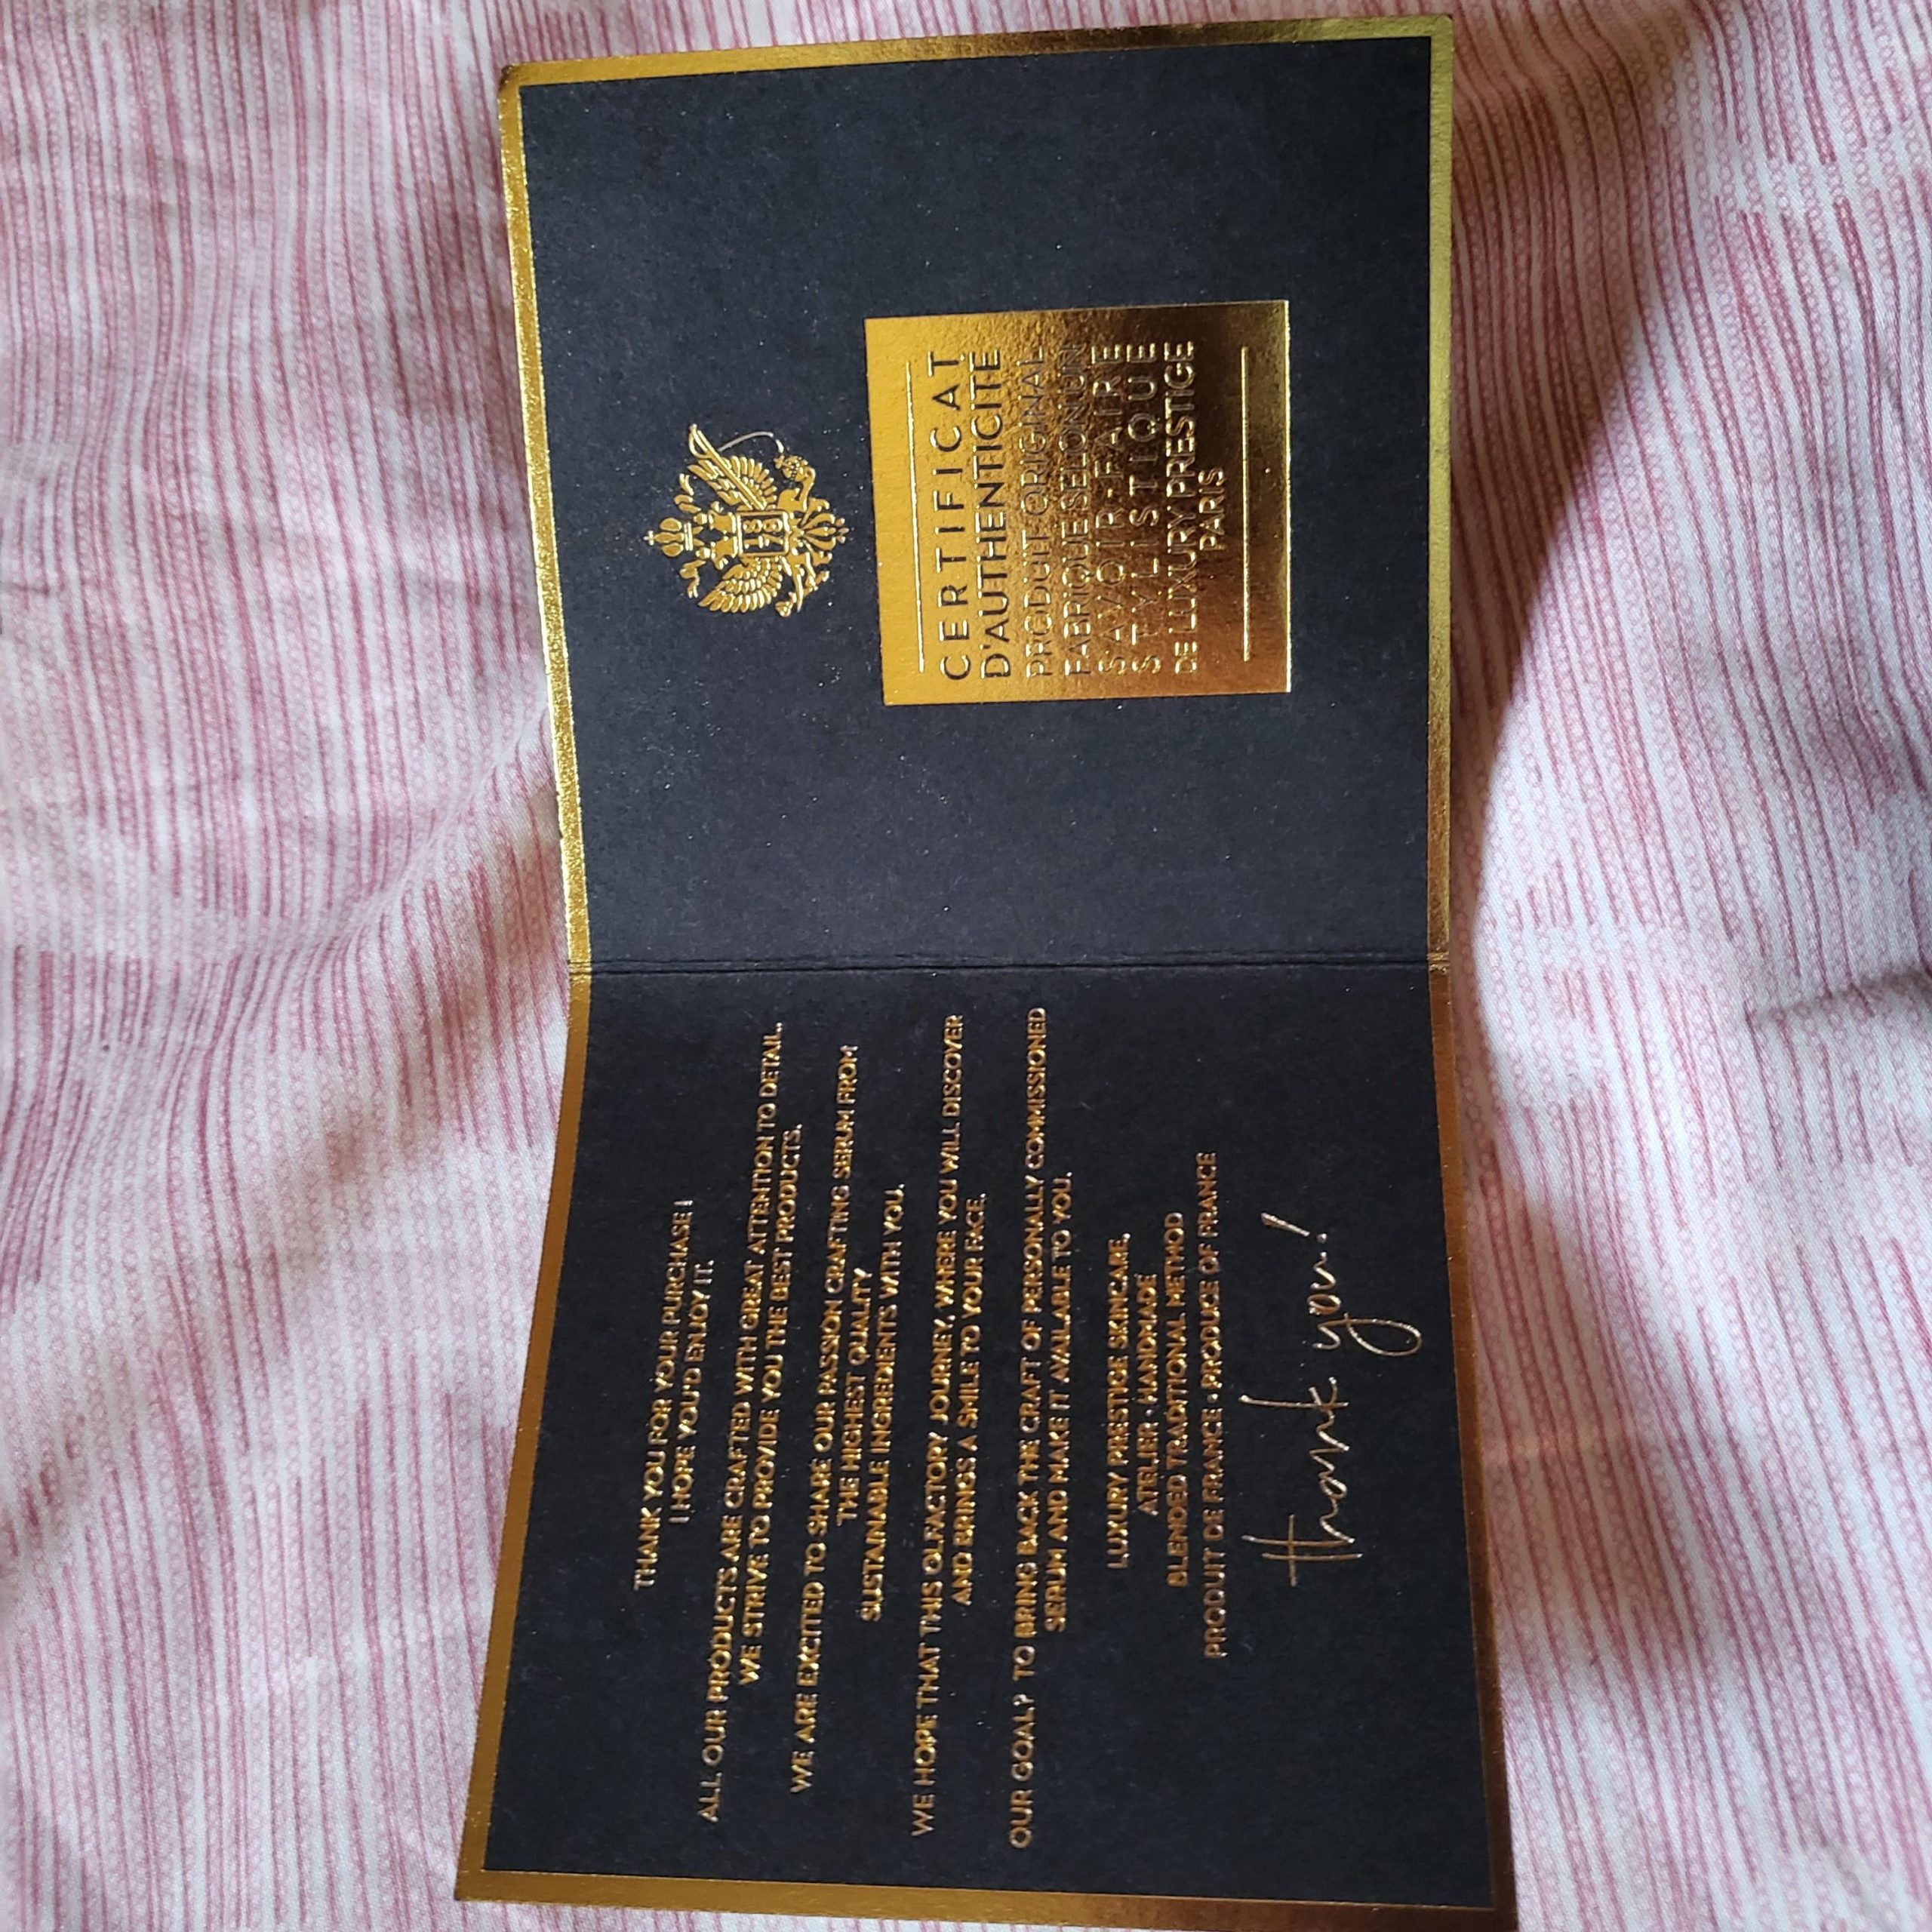 THANK YOU FOR YOUR PURCHASE !
I HOPE YOU'D ENJOY IT.
ALL OUR PRODUCTS ARE CRAFTED WITH GREAT ATTENTION TO DETAIL,
WE STRIVE TO PROVIDE YOU THE BEST PRODUCTS.
WE ARE EXCITED TO SHARE OUR PASSION CRAFTING SERUM FROM
THE HIGHEST QUALITY
SUSTAINABLE INGREDIENTS WITH YOU.
WE HOPE THAT THIS OLFACTORY JOURNEY, WHERE YOU WILL DISCOVER
AND BRINGS A SMILE TO YOUR FACE.
OUR GOAL? TO BRING BACK THE CRAFT OF PERSONALLY COMMISSIONED
SERUM AND MAKE IT AVAILABLE TO YOU.
LUXURY PRESTIGE SKINCARE.
ATELIER • HANDMADE
BLENDED TRADITIONAL METHOD
PRODUIT DE FRANCE • PRODUCE OF FRANCE
thank you!
78
CERTIFICAT
D'AUTHENTICITE
PRODUIT ORIGINAL
FABRIQUE SELON UN
SAVOIR-FAIRE
STYLISTIQUE
DE LUXURY PRESTIGE
PARIS